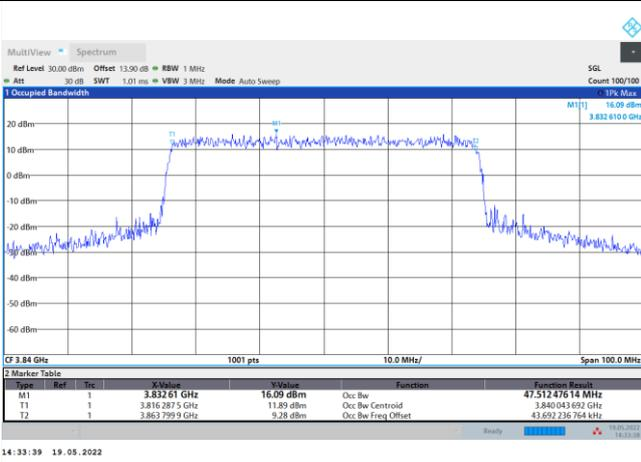 MultiView Spectrum
Ref Level 30.00 dBm Offset 13.90 dB RBW 1 MHz SGL
Att 30 dB SWT 1.01 ms VBW 3 MHz Mode Auto Sweep Count 100/100
1 Occupied Bandwidth 1Pk Max
M1[1] 16.09 dBm
3.832 610 0 GHz
M1
20 dBm
T1 T2
10 dBm
0 dBm
-10 dBm
-20 dBm
-30 dBm
-40 dBm
-50 dBm
-60 dBm
CF 3.84 GHz 1001 pts 10.0 MHz/ Span 100.0 MHz
2 Marker Table
Type Ref Trc X-Value Y-Value Function Function Result
M1 1 3.832 61 GHz 16.09 dBm Occ Bw 47.512 476 14 MHz
T1 1 3.816 287 5 GHz 11.89 dBm Occ Bw Centroid 3.840 043 692 GHz
T2 1 3.863 799 9 GHz 9.28 dBm Occ Bw Freq Offset 43.692 236 764 kHz
Ready 19.05.2022
14:33:38
14:33:39 19.05.2022